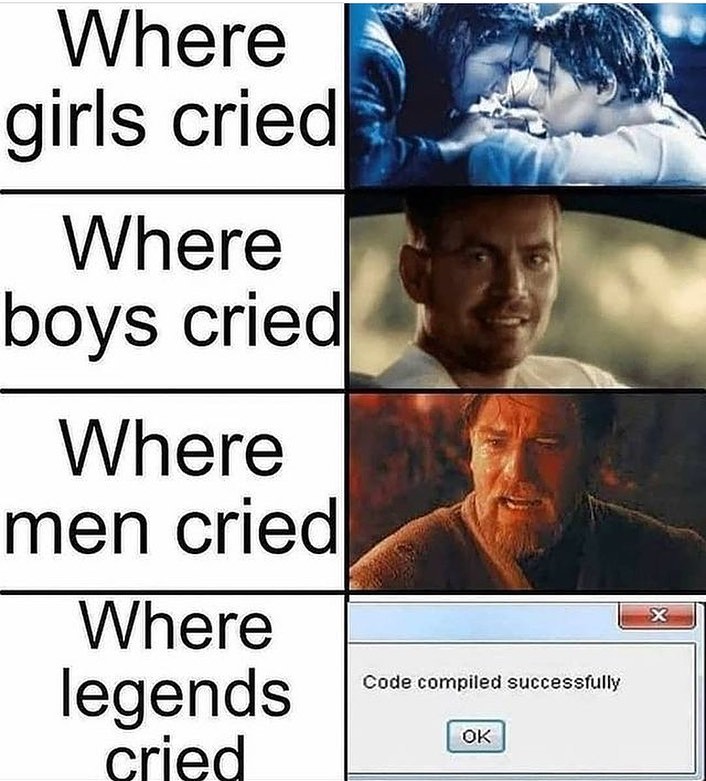 Where
girls cried
Where
boys cried
Where
men cried
Where
legends
cried
x
Code compiled successfully
OK